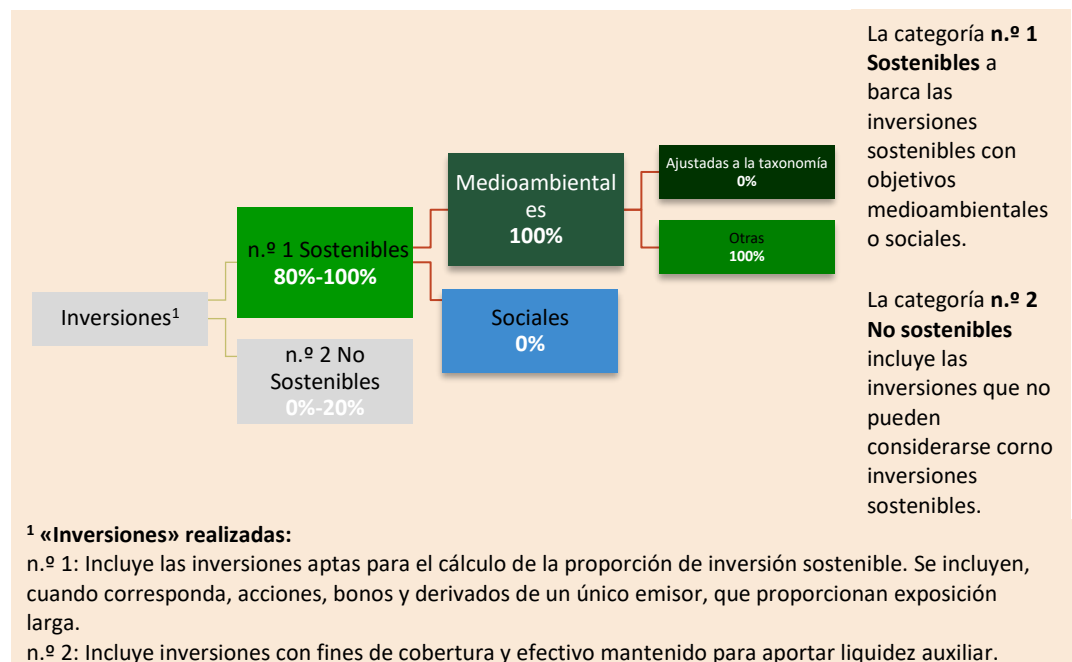 Inversiones1
n.º 1 Sostenibles
80%-100%
n.º 2 No
Sostenibles
0%-20%
Medioambiental
es
100%
Sociales
0%
Ajustadas a la taxonomía
0%
Otras
100%
La categoría n.º 1
Sostenibles a
barca las
inversiones
sostenibles con
objetivos
medioambientales
o sociales.
La categoría n.º 2
No sostenibles
incluye las
inversiones que no
pueden
considerarse corno
inversiones
sostenibles.
1 «Inversiones» realizadas:
n.º 1: Incluye las inversiones aptas para el cálculo de la proporción de inversión sostenible. Se incluyen,
cuando corresponda, acciones, bonos y derivados de un único emisor, que proporcionan exposición
larga.
n.º 2: Incluye inversiones con fines de cobertura y efectivo mantenido para aportar liquidez auxiliar.